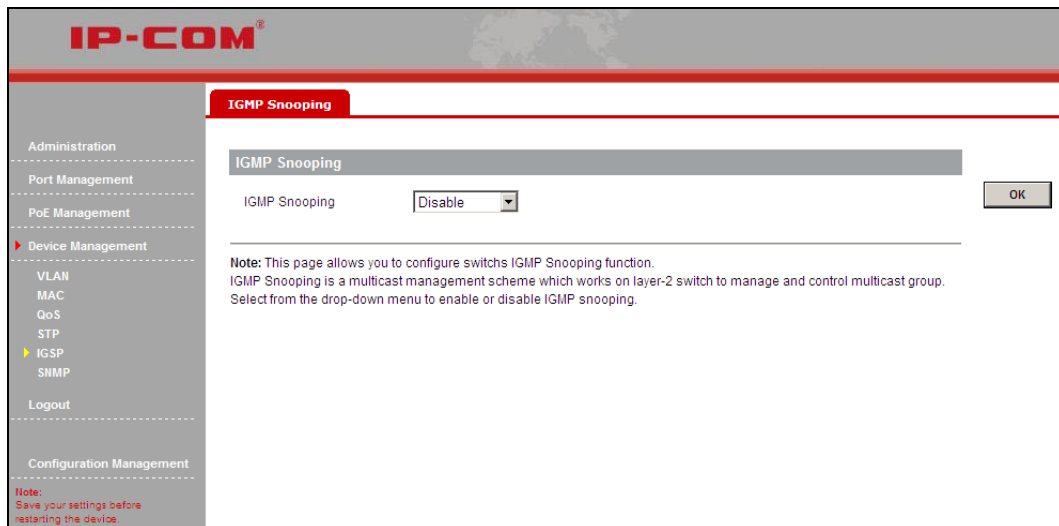 IP-COM®
IGMP Snooping
Administration
Port Management
PoE Management
Device Management
VLAN
MAC
QoS
STP
IGSP
SNMP
Logout
Configuration Management
Note:
Save your settings before
restarting the device.
IGMP Snooping
IGMP Snooping
Disable
OK
Note: This page allows you to configure switchs IGMP Snooping function.
IGMP Snooping is a multicast management scheme which works on layer-2 switch to manage and control multicast group.
Select from the drop-down menu to enable or disable IGMP snooping.